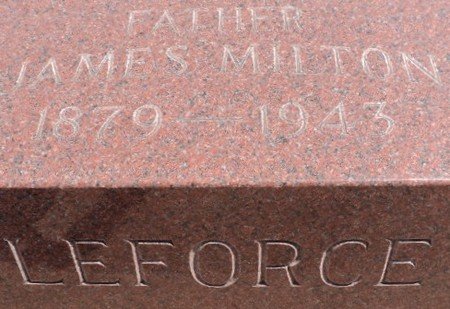 FATHER
JAMES MILTON
1879 — 1943
LEFORCE